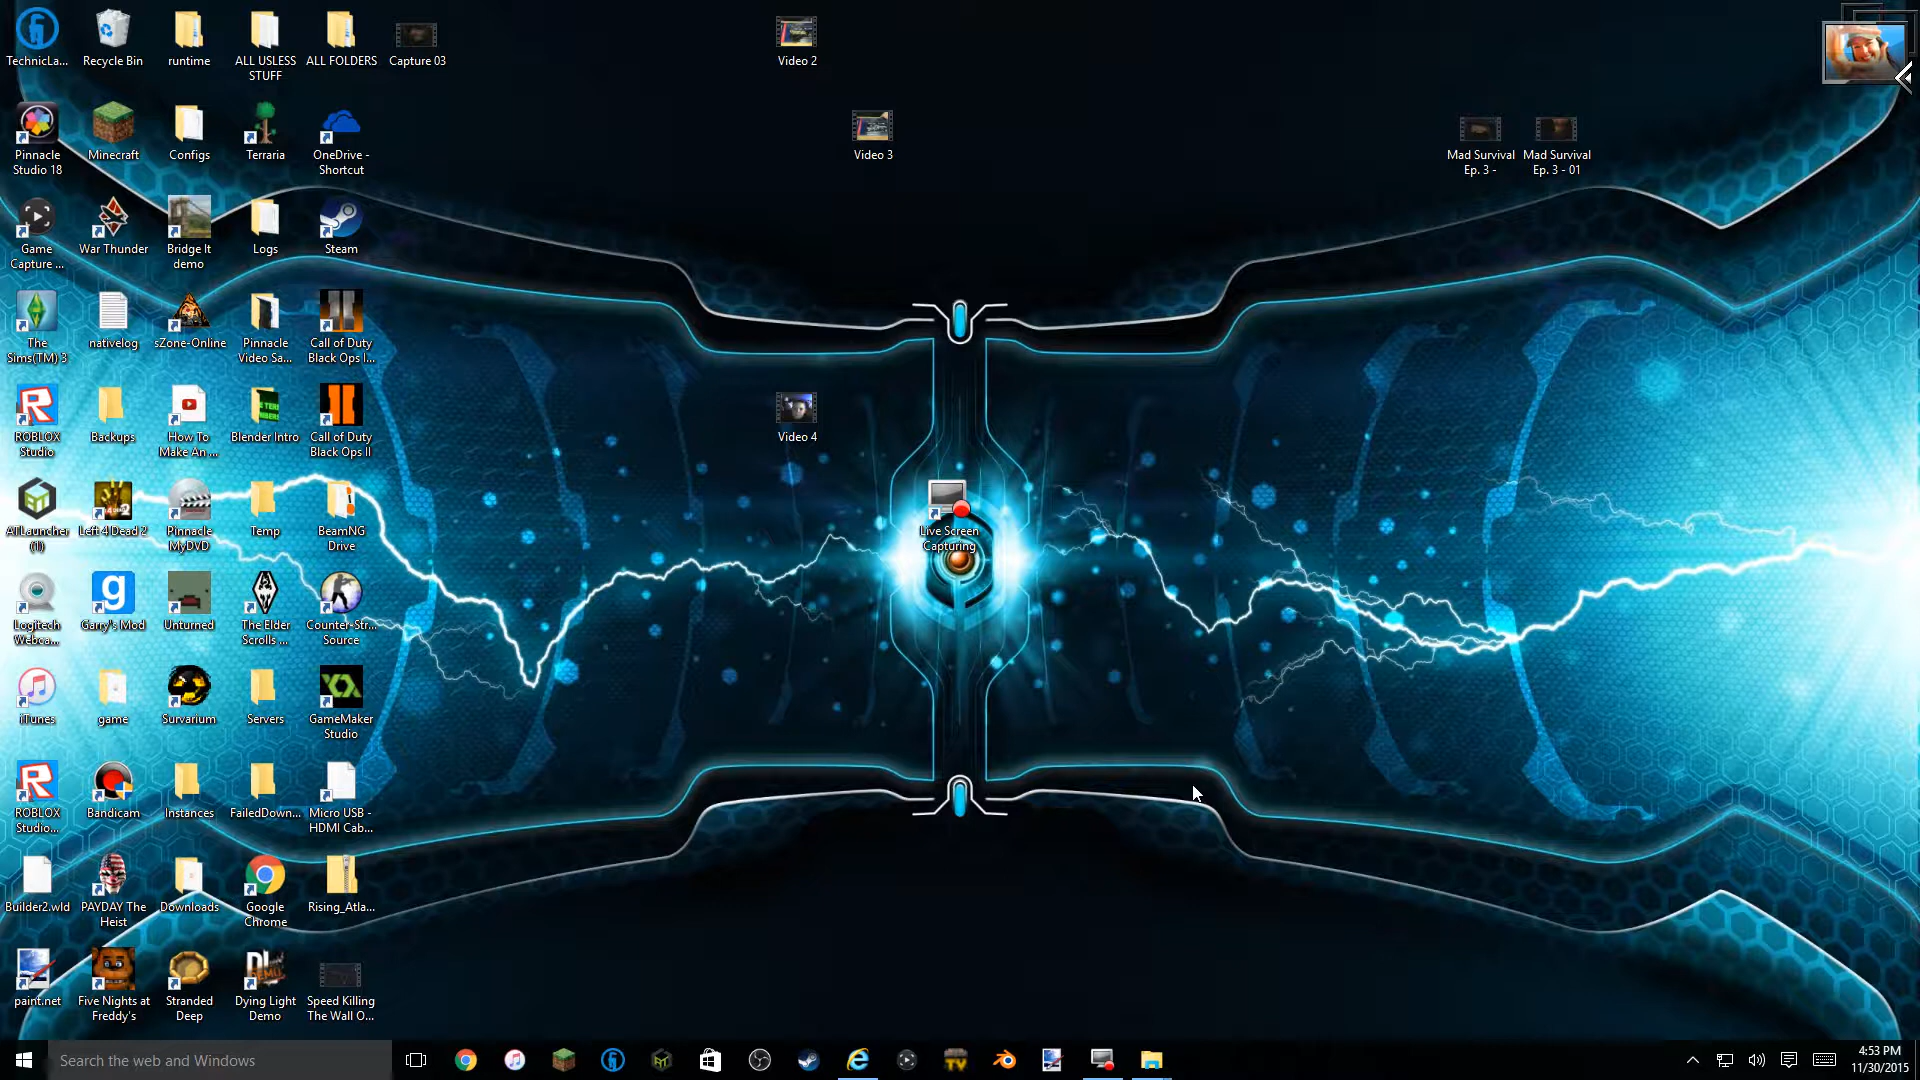 TechnicLa...
Recycle Bin
runtime
ALL USLESS
STUFF
ALL FOLDERS
Capture 03
Video 2
Pinnacle
Studio 18
Minecraft
Configs
Terraria
OneDrive -
Shortcut
Video 3
Mad Survival
Ep. 3 -
Mad Survival
Ep. 3 - 01
Game
Capture ...
War Thunder
Bridge It
demo
Logs
Steam
The
Sims(TM) 3
nativelog
sZone-Online
Pinnacle
Video Sa...
Call of Duty
Black Ops I...
ROBLOX
Studio
Backups
How To
Make An ...
Blender Intro
Call of Duty
Black Ops II
Video 4
ATLauncher
(1)
Left 4 Dead 2
Pinnacle
MyDVD
Temp
BeamNG
Drive
Live Screen
Capturing
Logitech
Webca...
Garry's Mod
Unturned
The Elder
Scrolls ...
Counter-Str...
Source
iTunes
game
Survarium
Servers
GameMaker
Studio
ROBLOX
Studio...
Bandicam
Instances
FailedDown...
Micro USB -
HDMI Cab...
Builder2.wld
PAYDAY The
Heist
Downloads
Google
Chrome
Rising_Atla...
paint.net
Five Nights at
Freddy's
Stranded
Deep
Dying Light
Demo
Speed Killing
The Wall O...
Search the web and Windows
4:53 PM
11/30/2015